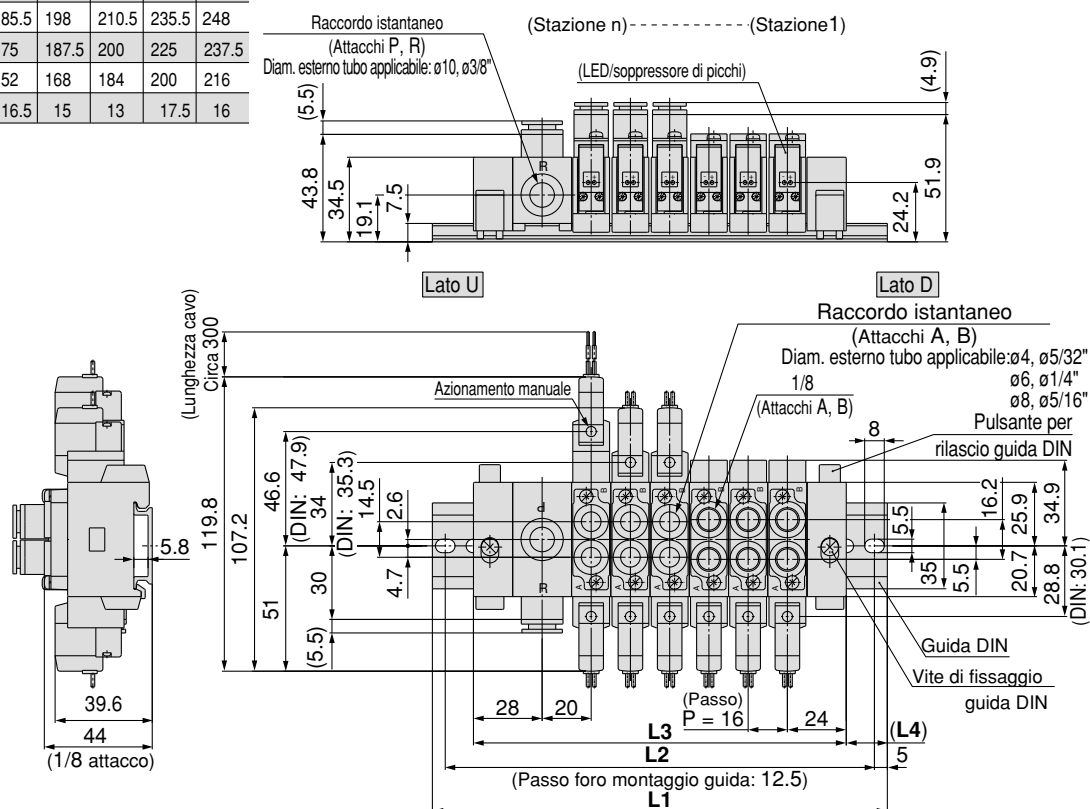 85.5 198 210.5 235.5 248
75 187.5 200 225 237.5
52 168 184 200 216
16.5 15 13 17.5 16
Raccordo istantaneo
(Attacchi P, R)
Diam. esterno tubo applicabile: ø10, ø3/8"
(Stazione n) (Stazione1)
(LED/soppressore di picchi)
(4.9)
(5.5)
43.8
34.5
19.1
7.5
R
24.2
51.9
Lato U
Lato D
Raccordo istantaneo
(Attacchi A, B)
Diam. esterno tubo applicabile:ø4, ø5/32"
ø6, ø1/4"
ø8, ø5/16"
1/8
(Attacchi A, B)
Pulsante per
rilascio guida DIN
8
(Lunghezza cavo)
Circa 300
Azionamento manuale
119.8
107.2
46.6
(DIN: 47.9)
34
(DIN: 35.3)
14.5
2.6
4.7
51
30
(5.5)
P
R
B B B B B B
A A A A A A
5.5
35
16.2
5.5
25.9
20.7
34.9
28.8
(DIN: 30.1)
5.8
39.6
44
(1/8 attacco)
Guida DIN
Vite di fissaggio
guida DIN
28 20
(Passo)
P = 16
24
L3
(L4)
L2
5
(Passo foro montaggio guida: 12.5)
L1